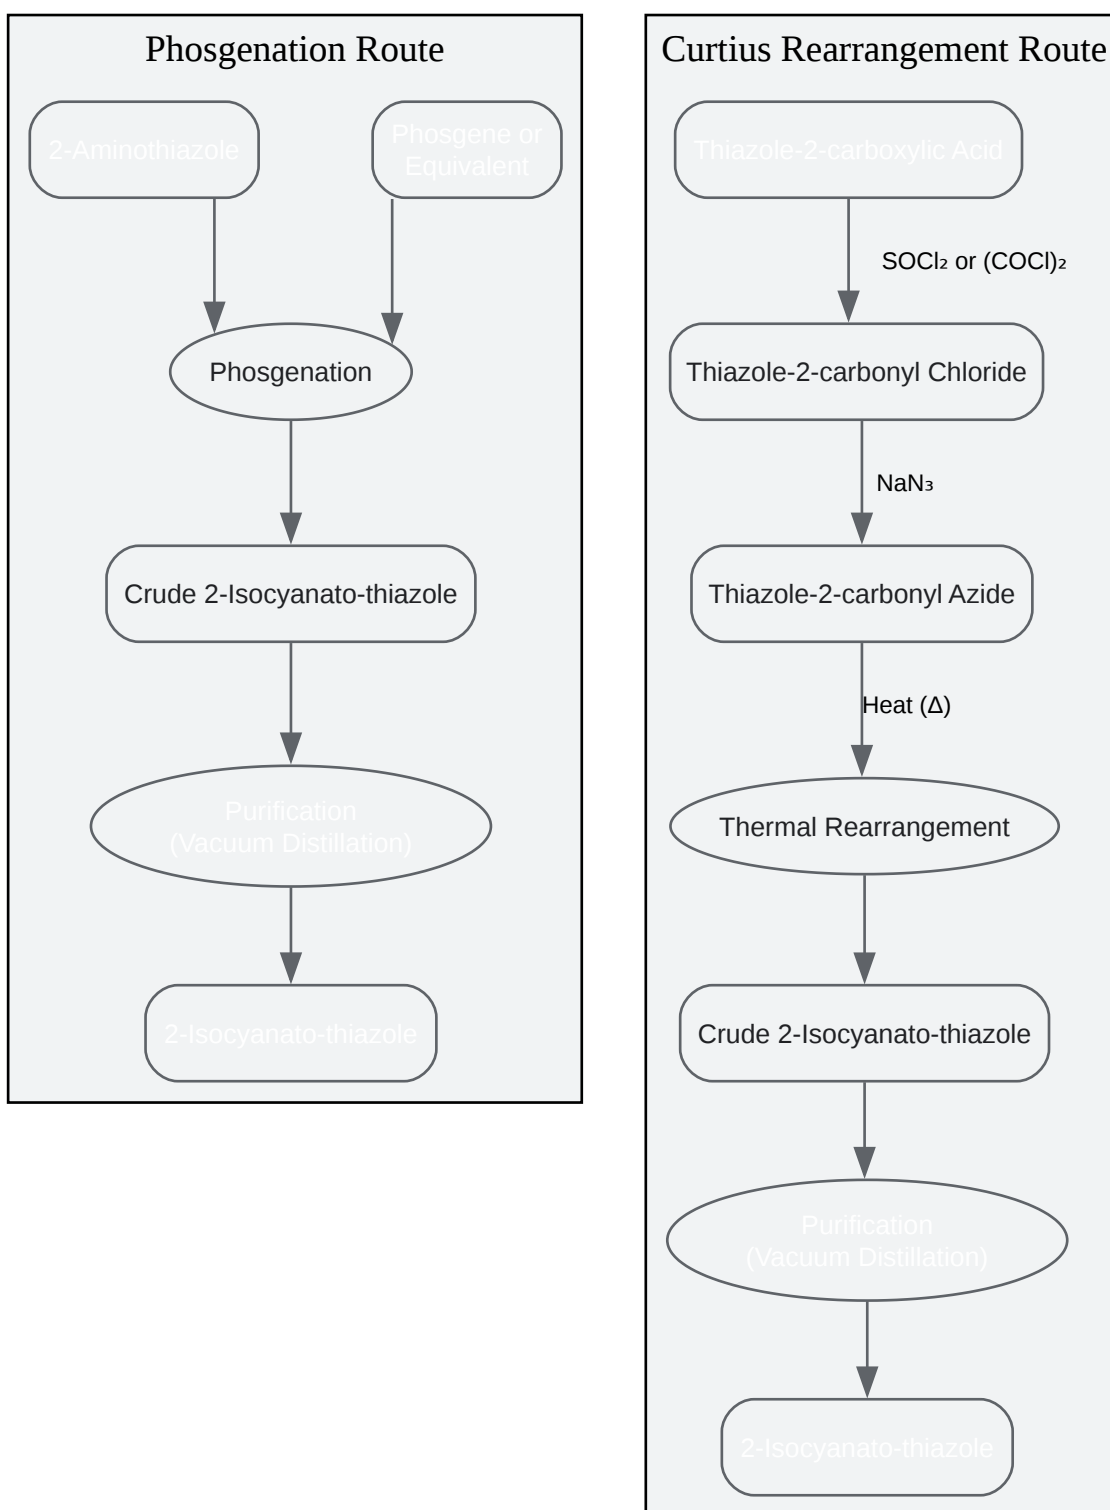 Phosgenation Route
2-Aminothiazole
Phosgene or
Equivalent
Phosgenation
Crude 2-Isocyanato-thiazole
Purification
(Vacuum Distillation)
2-Isocyanato-thiazole
Curtius Rearrangement Route
Thiazole-2-carboxylic Acid
SOCl₂ or (COCl)₂
Thiazole-2-carbonyl Chloride
NaN₃
Thiazole-2-carbonyl Azide
Heat (Δ)
Thermal Rearrangement
Crude 2-Isocyanato-thiazole
Purification
(Vacuum Distillation)
2-Isocyanato-thiazole